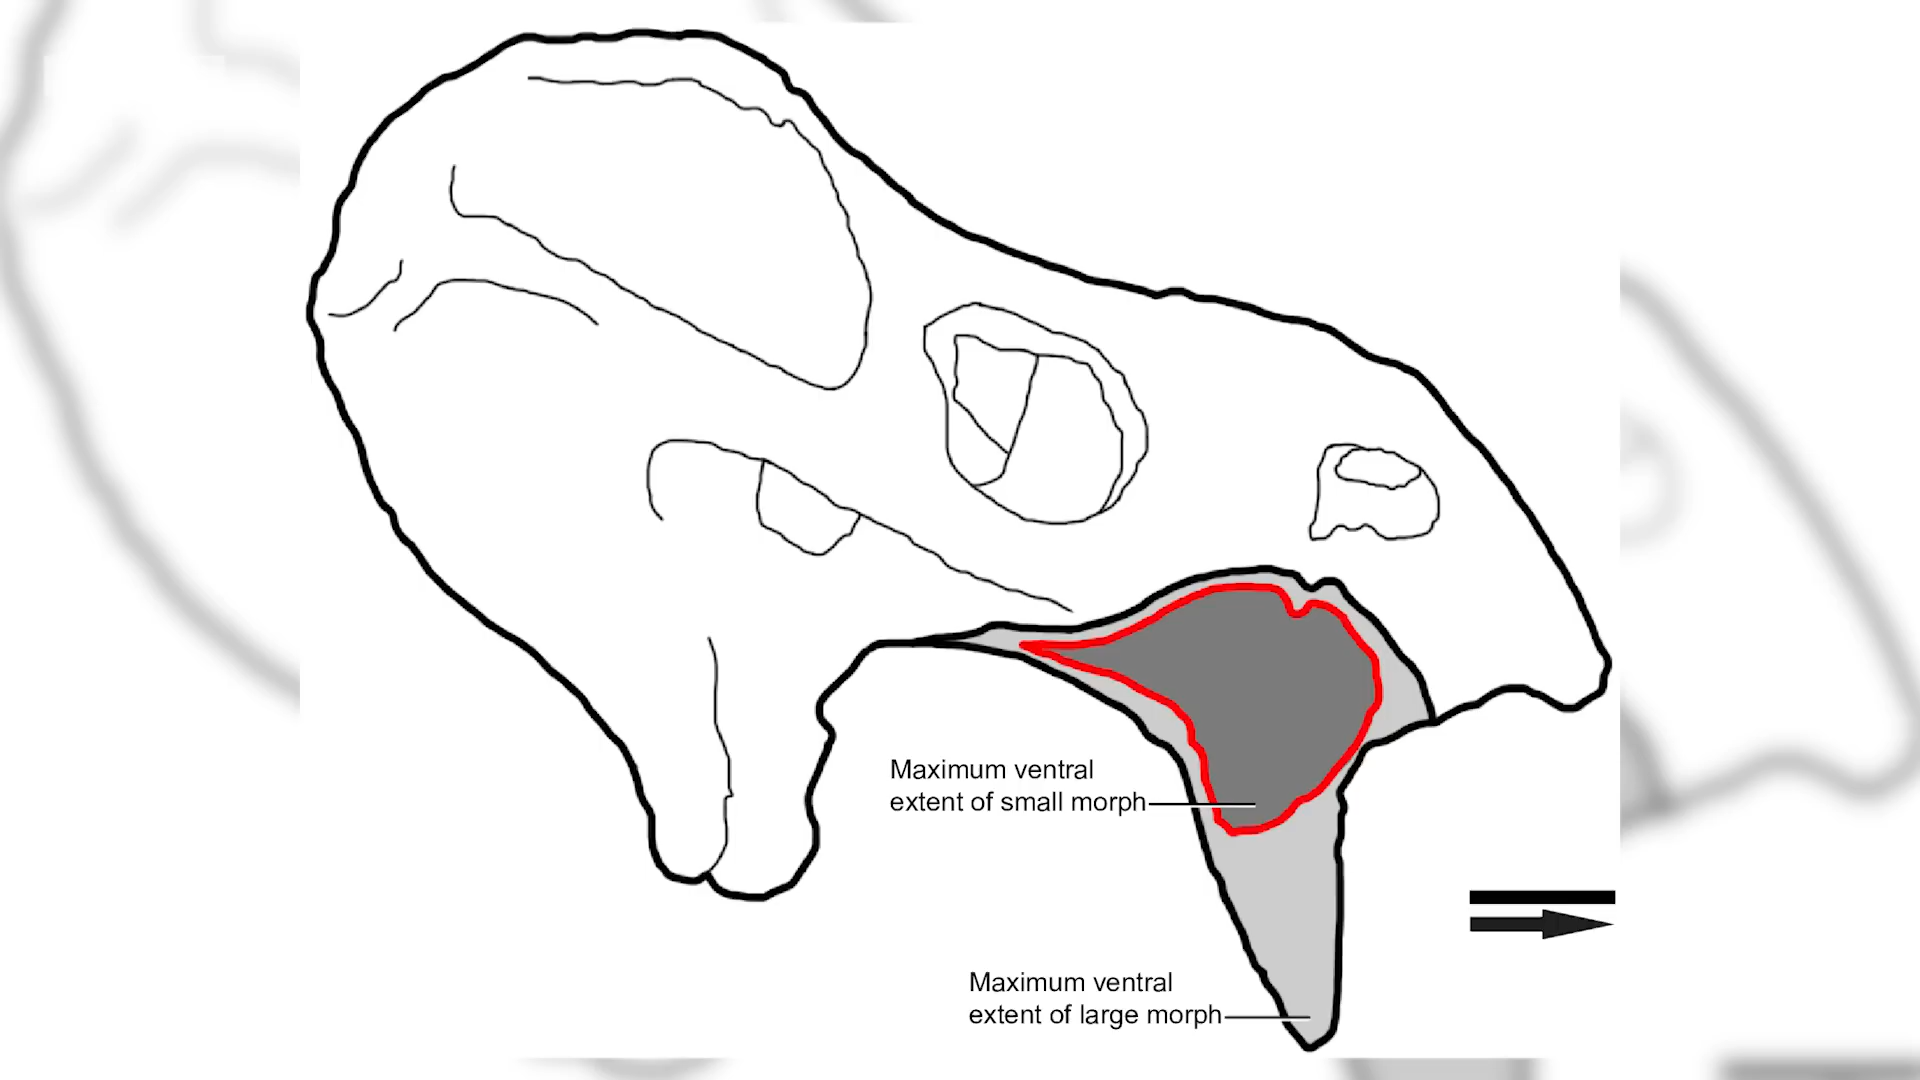 Maximum ventral
extent of small morph
Maximum ventral
extent of large morph